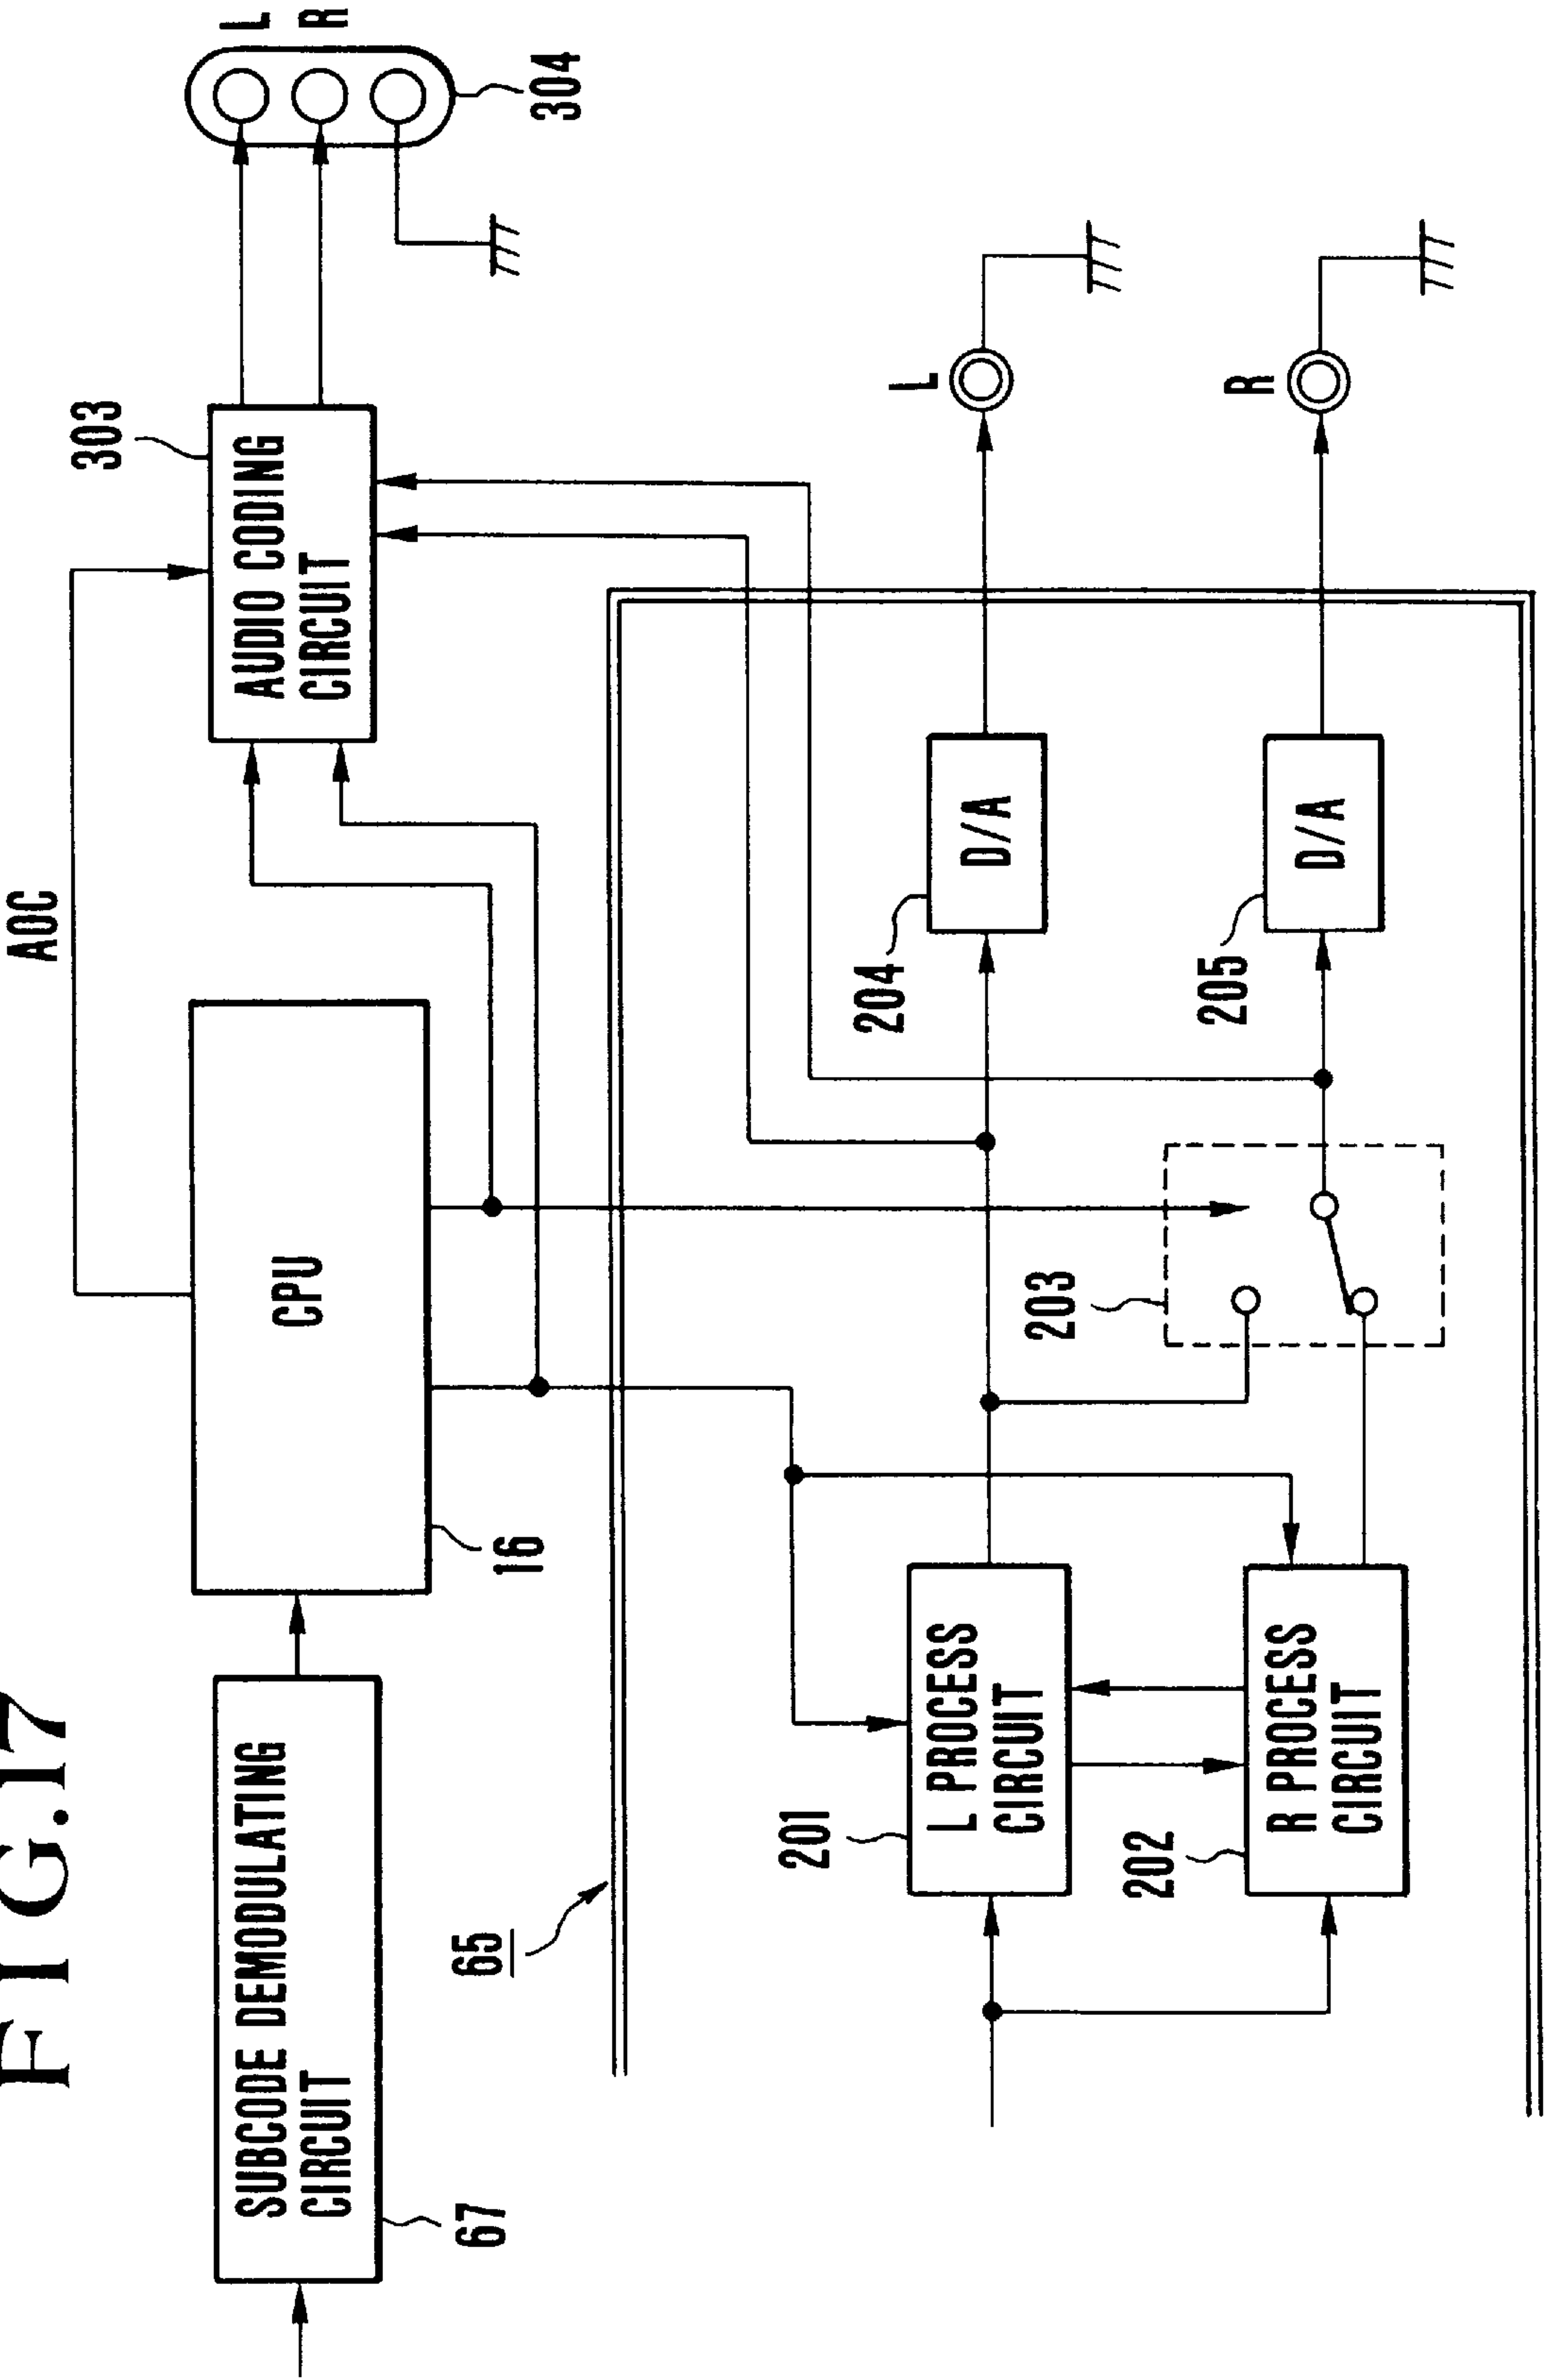 FIG.17
AOC
303
L
R
SUBCODE DEMODULATING
CIRCUIT
CPU
AUDIO CODING
CIRCUIT
67
16
304
65
201
L PROCESS
CIRCUIT
203
204
D/A
L
202
R PROCESS
CIRCUIT
205
D/A
R